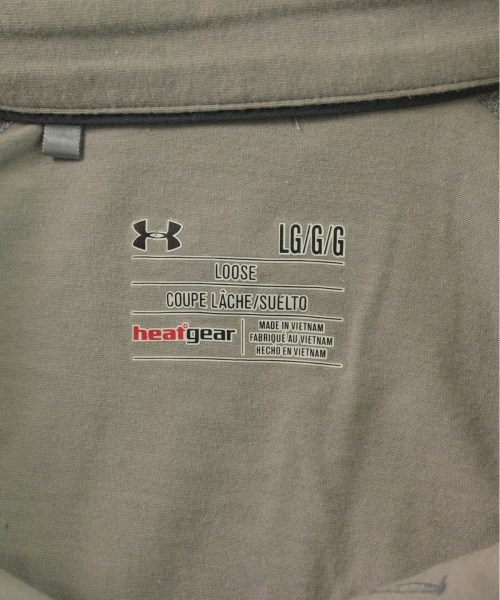 LG/G/G
LOOSE
COUPE LÂCHE/SUELTO
heatgear
MADE IN VIETNAM
FABRIQUÉ AU VIETNAM
HECHO EN VIETNAM